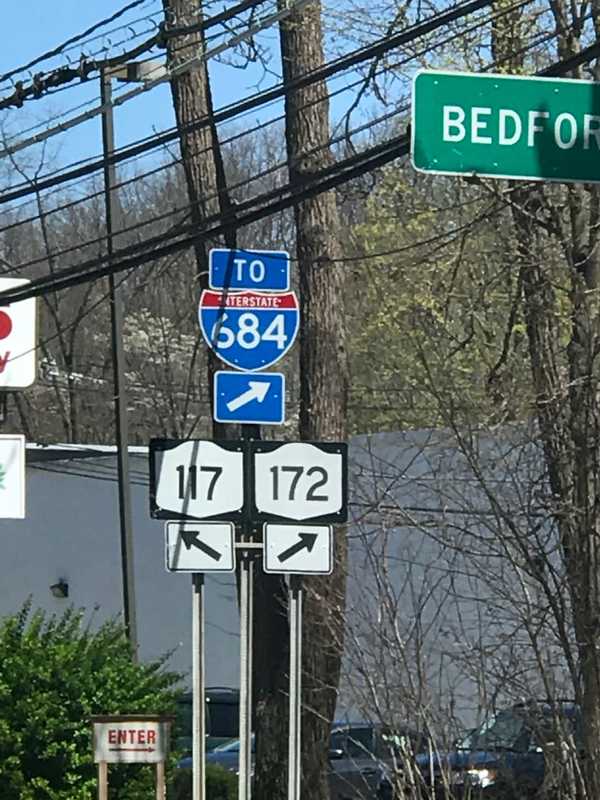 BEDFOR
TO
INTERSTATE
684
117 172
ENTER